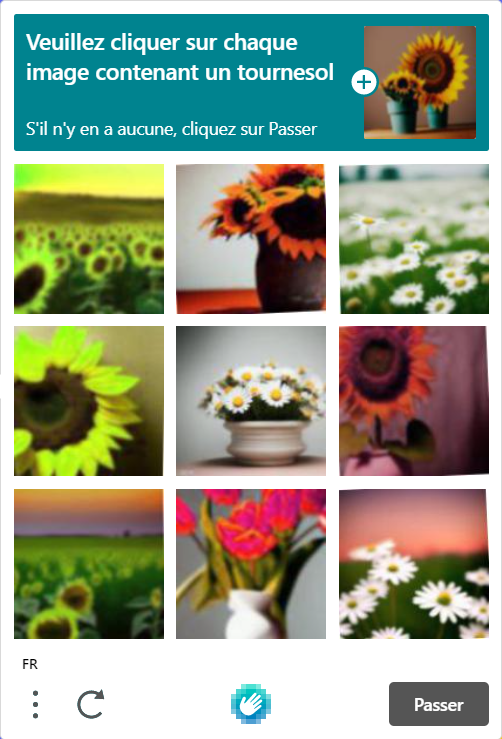 Veuillez cliquer sur chaque
image contenant un tournesol
S'il n'y en a aucune, cliquez sur Passer
FR
Passer